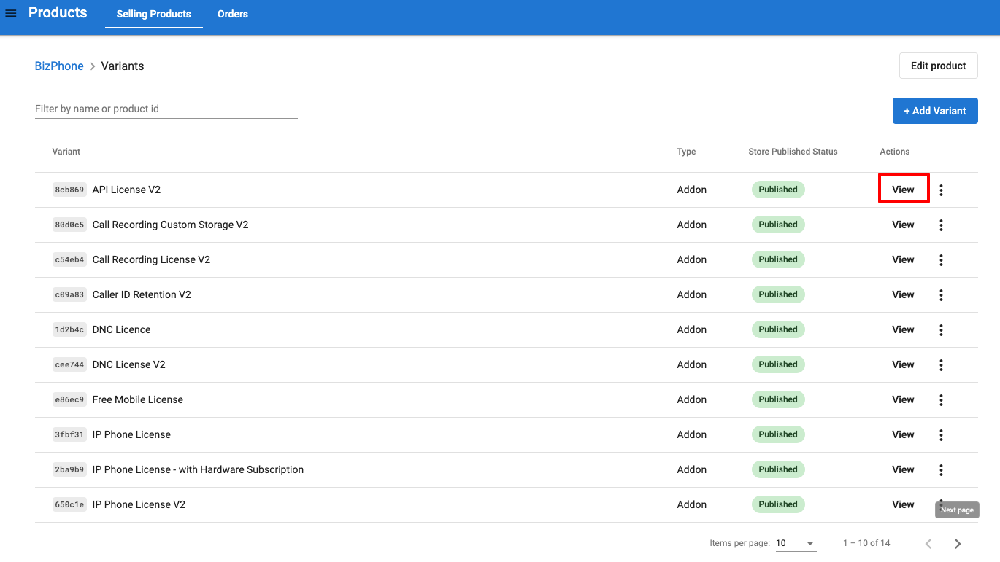 Products Selling Products Orders
BizPhone > Variants Edit product
Filter by name or product id + Add Variant
Variant Type Store Published Status Actions
8cb869 API License V2 Addon Published View
80d0c5 Call Recording Custom Storage V2 Addon Published View
c54eb4 Call Recording License V2 Addon Published View
c09a83 Caller ID Retention V2 Addon Published View
1d2b4c DNC Licence Addon Published View
cee744 DNC License V2 Addon Published View
e86ec9 Free Mobile License Addon Published View
3fbf31 IP Phone License Addon Published View
2ba9b9 IP Phone License - with Hardware Subscription Addon Published View
650c1e IP Phone License V2 Addon Published View
Next page
Items per page: 10 1 – 10 of 14